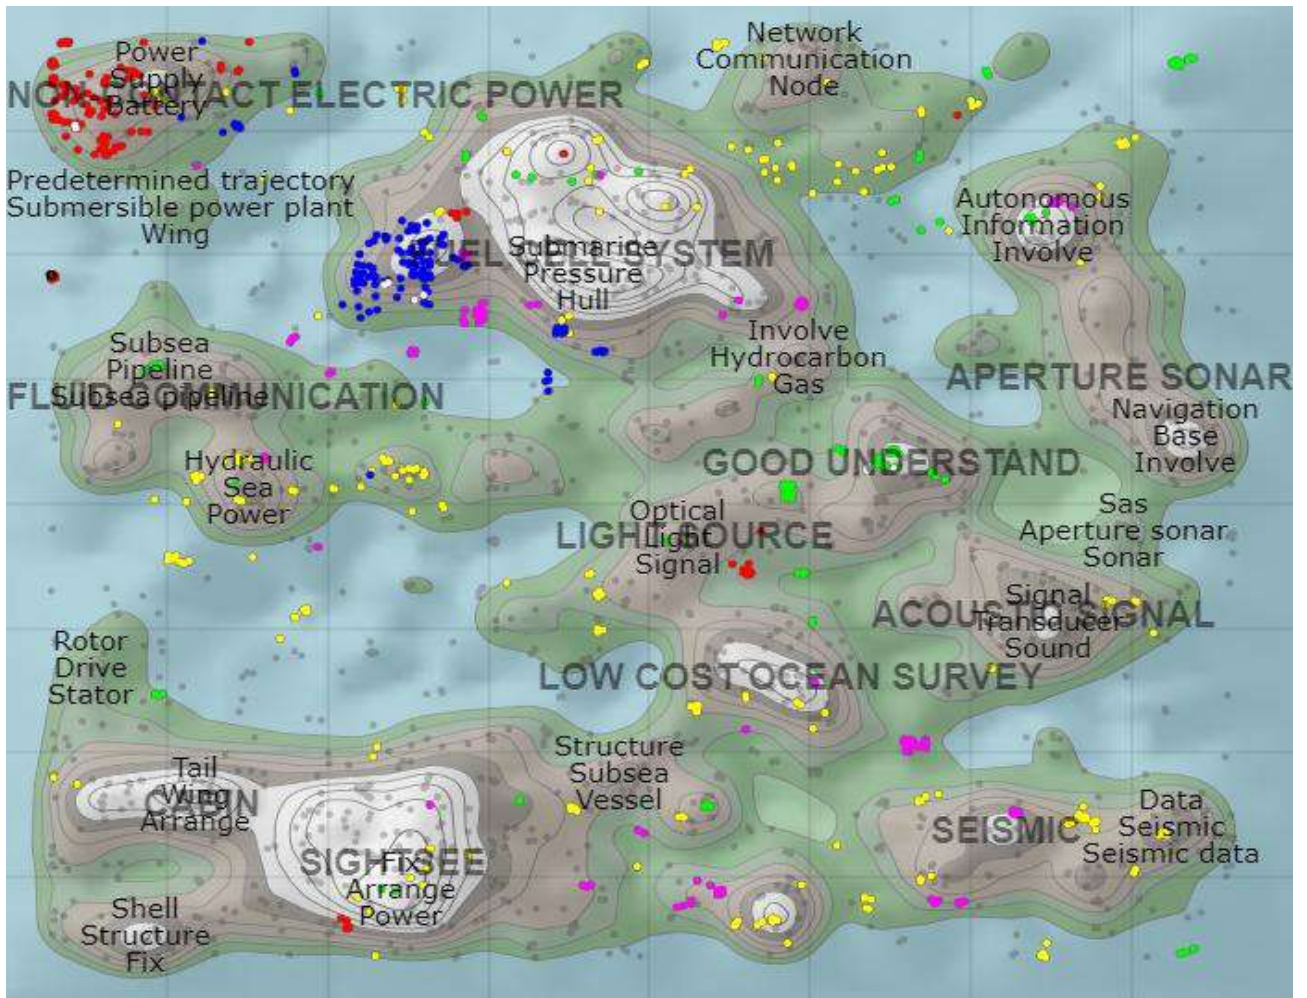 Network
Communication
Node
Power
Supply
Battery
NON CONTACT ELECTRIC POWER
Predetermined trajectory
Submersible power plant
Wing
Autonomous
Information
Involve
FUEL CELL SYSTEM
Submarine
Pressure
Hull
Involve
Hydrocarbon
Gas
Subsea
Pipeline
Subsea pipeline
FLUID COMMUNICATION
APERTURE SONAR
Navigation
Base
Involve
Hydraulic
Sea
Power
GOOD UNDERSTAND
Sas
Aperture sonar
Sonar
Optical
Light
Signal
LIGHT SOURCE
Signal
Transducer
Sound
ACOUSTIC SIGNAL
Rotor
Drive
Stator
LOW COST OCEAN SURVEY
Structure
Subsea
Vessel
Tail
Wing
Arrange
CABIN
Data
Seismic
Seismic data
SEISMIC
SIGHTSEE
Fix
Arrange
Power
Shell
Structure
Fix